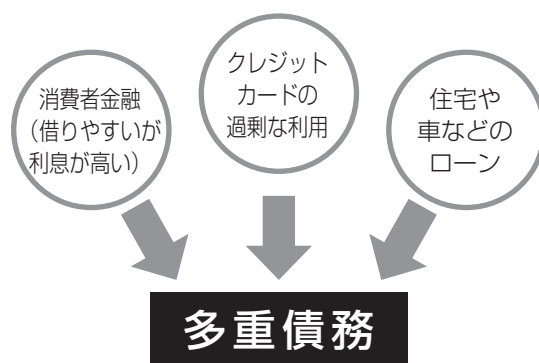 消費者金融
（借りやすいが
利息が高い）
クレジット
カードの
過剰な利用
住宅や
車などの
ローン
多重債務